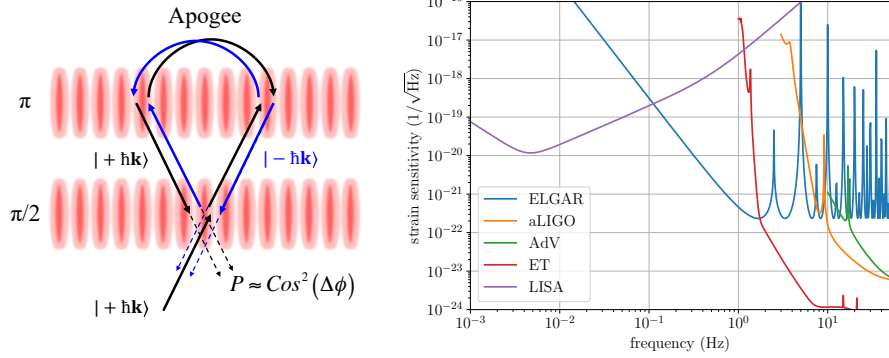 Apogee
π
| + ħk⟩
| − ħk⟩
π/2
P ≈ Cos²(Δϕ)
| + ħk⟩
strain sensitivity (1/√Hz)
10⁻¹⁷
10⁻¹⁸
10⁻¹⁹
10⁻²⁰
10⁻²¹
10⁻²²
10⁻²³
10⁻²⁴
ELGAR
aLIGO
AdV
ET
LISA
10⁻³
10⁻²
10⁻¹
10⁰
10¹
frequency (Hz)